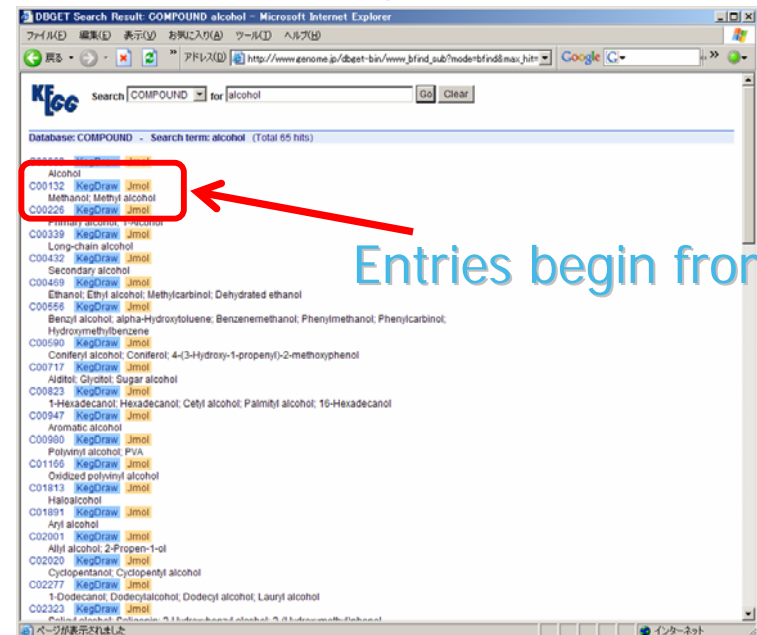 DBGET Search Result: COMPOUND alcohol - Microsoft Internet Explorer
ファイル(F) 編集(E) 表示(V) お気に入り(A) ツール(T) ヘルプ(H)
戻る アドレス(D) http://www.genome.jp/dbget-bin/www_bfind_sub?mode=bfind&max_hit= Google G
KEGG Search COMPOUND for alcohol Go Clear
Database: COMPOUND - Search term: alcohol (Total 65 hits)
KegDraw Jmol
Alcohol
C00132 KegDraw Jmol
Methanol; Methyl alcohol
C00226 KegDraw Jmol
Primary alcohol; 1-Alcohol
C00339 KegDraw Jmol
Long-chain alcohol
C00432 KegDraw Jmol
Secondary alcohol
Entries begin from
C00469 KegDraw Jmol
Ethanol; Ethyl alcohol; Methylcarbinol; Dehydrated ethanol
C00556 KegDraw Jmol
Benzyl alcohol; alpha-Hydroxytoluene; Benzenemethanol; Phenylmethanol; Phenylcarbinol;
Hydroxymethylbenzene
C00590 KegDraw Jmol
Coniferyl alcohol; Coniferol; 4-(3-Hydroxy-1-propenyl)-2-methoxyphenol
C00717 KegDraw Jmol
Alditol; Glycitol; Sugar alcohol
C00823 KegDraw Jmol
1-Hexadecanol; Hexadecanol; Cetyl alcohol; Palmityl alcohol; 16-Hexadecanol
C00947 KegDraw Jmol
Aromatic alcohol
C00980 KegDraw Jmol
Polyvinyl alcohol; PVA
C01166 KegDraw Jmol
Oxidized polyvinyl alcohol
C01813 KegDraw Jmol
Haloalcohol
C01891 KegDraw Jmol
Aryl alcohol
C02001 KegDraw Jmol
Allyl alcohol; 2-Propen-1-ol
C02020 KegDraw Jmol
Cyclopentanol; Cyclopentyl alcohol
C02277 KegDraw Jmol
1-Dodecanol; Dodecylalcohol; Dodecyl alcohol; Lauryl alcohol
C02323 KegDraw Jmol
ページが表示されました インターネット